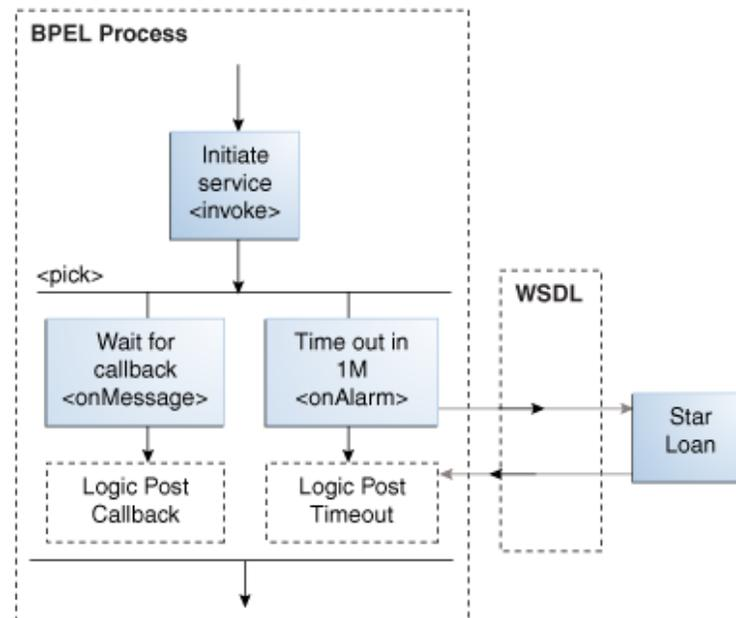 BPEL Process
Initiate
service
<invoke>
<pick>
Wait for
callback
<onMessage>
Time out in
1M
<onAlarm>
Logic Post
Callback
Logic Post
Timeout
WSDL
Star
Loan